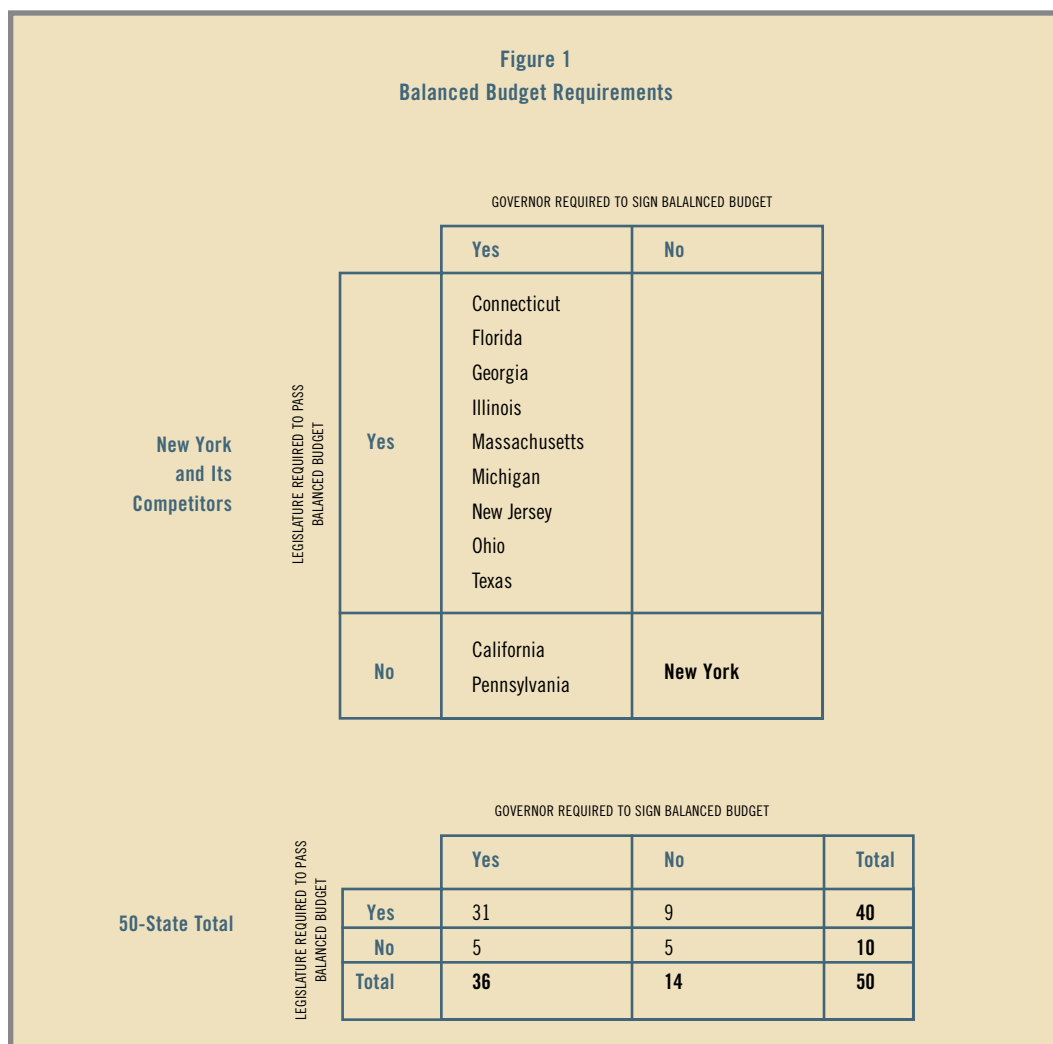 Figure 1
Balanced Budget Requirements
GOVERNOR REQUIRED TO SIGN BALALNCED BUDGET
Yes No
New York
and Its
Competitors
LEGISLATURE REQUIRED TO PASS
BALANCED BUDGET
Yes
Connecticut
Florida
Georgia
Illinois
Massachusetts
Michigan
New Jersey
Ohio
Texas
No
California
Pennsylvania
New York
GOVERNOR REQUIRED TO SIGN BALANCED BUDGET
50-State Total
LEGISLATURE REQUIRED TO PASS
BALANCED BUDGET
Yes No Total
Yes 31 9 40
No 5 5 10
Total 36 14 50